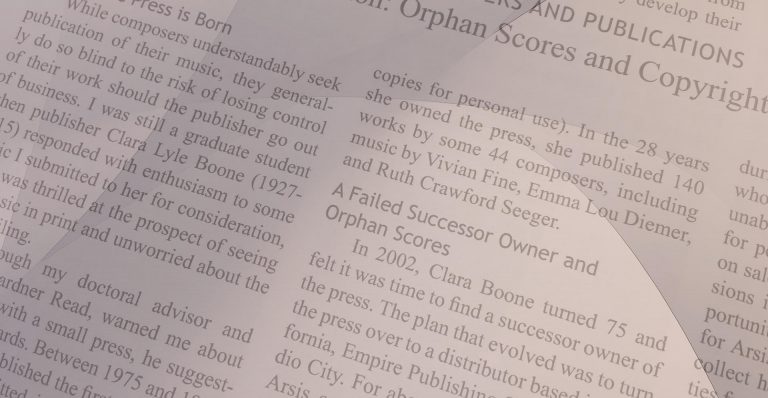 ERS AND PUBLICATIONS
on: Orphan Scores and Copyright
Press is Born
While composers understandably seek
publication of their music, they general-
ly do so blind to the risk of losing control
of their work should the publisher go out
of business. I was still a graduate student
then publisher Clara Lyle Boone (1927-
15) responded with enthusiasm to some
ic I submitted to her for consideration,
was thrilled at the prospect of seeing
sic in print and unworried about the
iling.
ough my doctoral advisor and
ardner Read, warned me about
with a small press, he suggest-
ards. Between 1975 and
blished the first
copies for personal use). In the 28 years
she owned the press, she published 140
works by some 44 composers, including
music by Vivian Fine, Emma Lou Diemer,
and Ruth Crawford Seeger.
A Failed Successor Owner and
Orphan Scores
In 2002, Clara Boone turned 75 and
felt it was time to find a successor owner of
the press. The plan that evolved was to turn
the press over to a distributor based
fornia, Empire Publishing
dio City. For
Arsis
from
develop their
dur
who
unab
for p
on sal
sions i
portuni
for Arsi
collect h
ties f